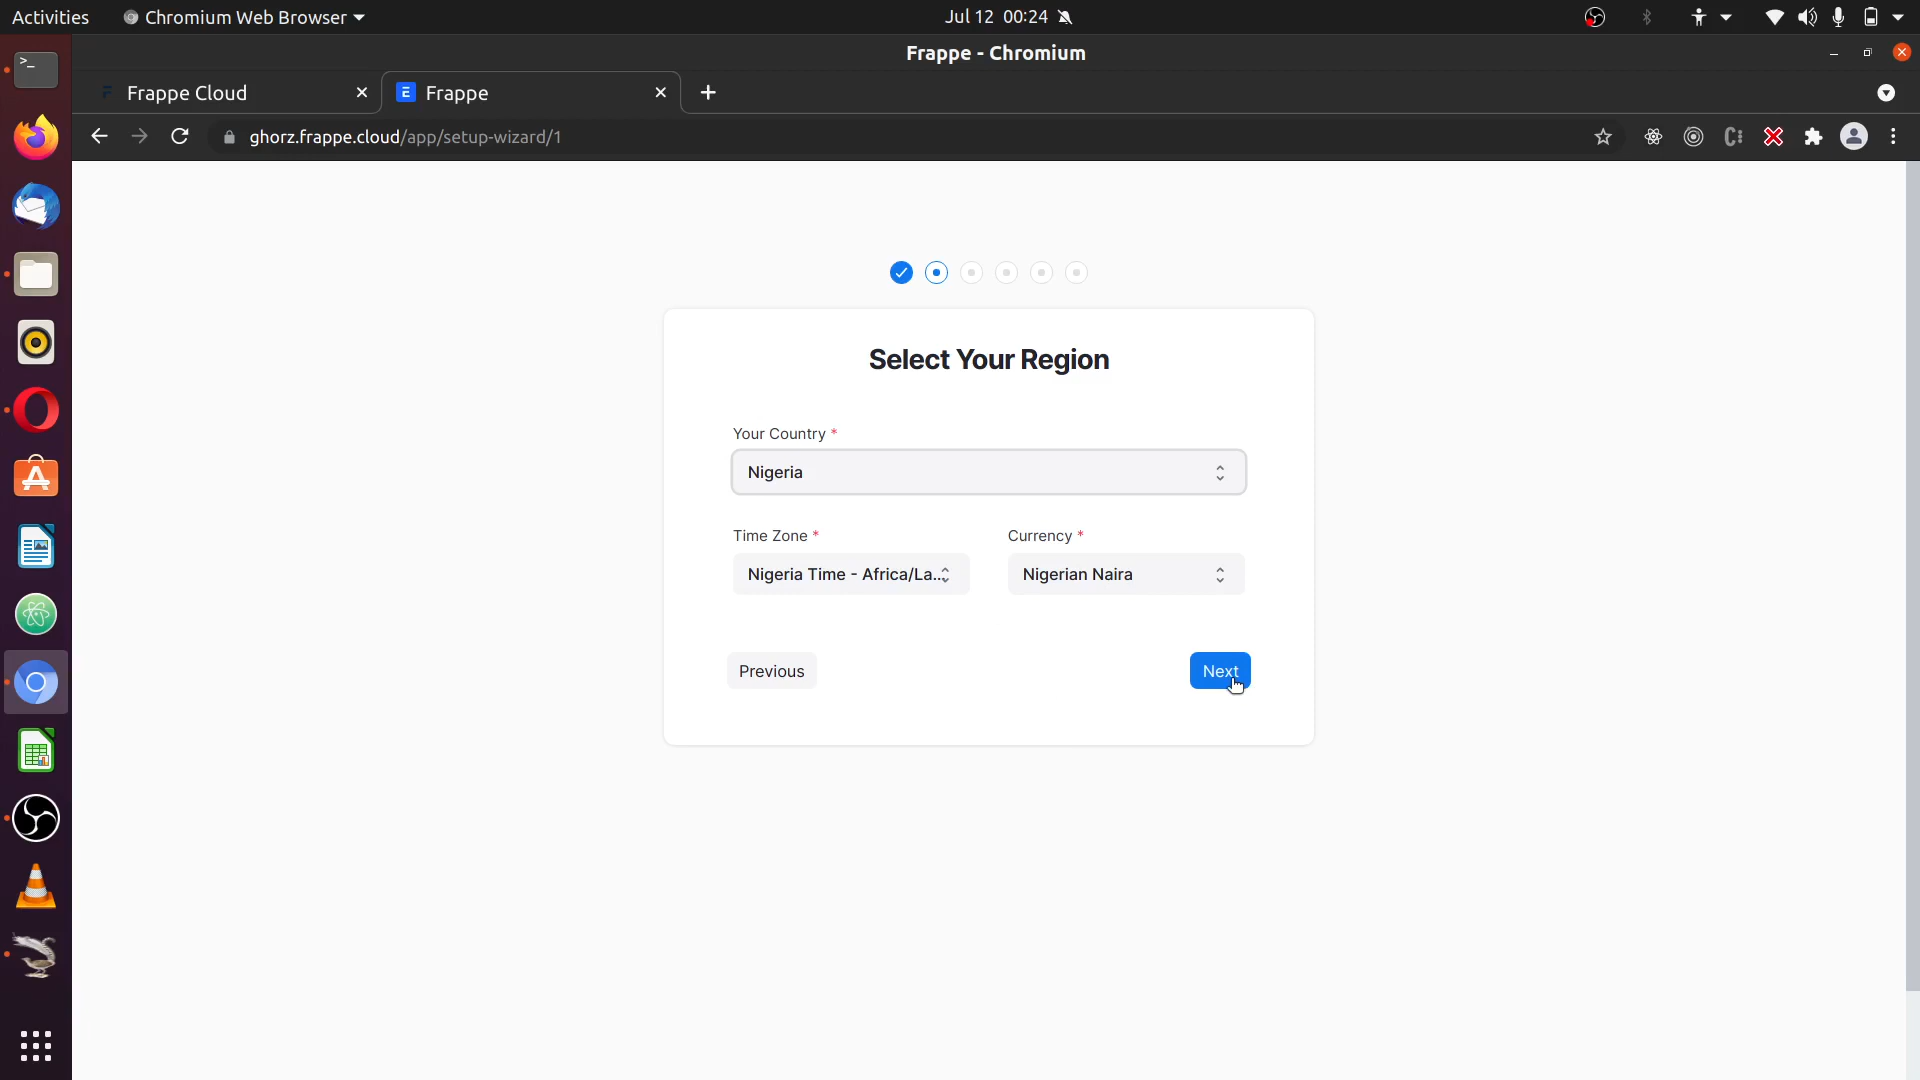 Activities Chromium Web Browser Jul 12 00:24
Frappe - Chromium
Frappe Cloud Frappe
ghorz.frappe.cloud/app/setup-wizard/1
Select Your Region
Your Country *
Nigeria
Time Zone * Currency *
Nigeria Time - Africa/La... Nigerian Naira
Previous Next